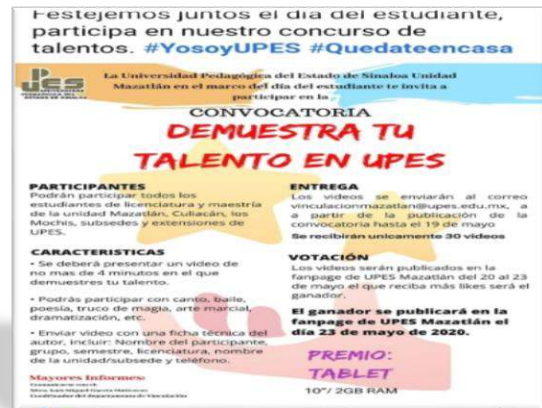 Festejemos juntos el día del estudiante,
participa en nuestro concurso de
talentos. #YosoyUPES #Quedateencasa
UPES
La Universidad Pedagógica del Estado de Sinaloa Unidad
Mazatlán en el marco del día del estudiante te invita a
participar en la
CONVOCATORIA
DEMUESTRA TU
TALENTO EN UPES
PARTICIPANTES
Podrán participar todos los
estudiantes de licenciatura y maestría
de la unidad Mazatlán, Culiacán, los
Mochis, subsedes y extensiones de
UPES.
CARACTERISTICAS
• Se deberá presentar un video de
no mas de 4 minutos en el que
demuestres tu talento.
• Podrás participar con canto, baile,
poesía, truco de magia, arte marcial,
dramatización, etc.
• Enviar video con una ficha técnica del
autor, incluir: Nombre del participante,
grupo, semestre, licenciatura, nombre
de la unidad/subsede y teléfono.
Mayores Informes:
ENTREGA
Los videos se enviarán al correo
vinculacionmazatlan@upes.edu.mx, a
a partir de la publicación de la
convocatoria hasta el 19 de mayo
Se recibirán unicamente 30 videos
VOTACIÓN
Los videos serán publicados en la
fanpage de UPES Mazatlán del 20 al 23
de mayo el que reciba más likes será el
ganador.
El ganador se publicará en la
fanpage de UPES Mazatlán el
día 23 de mayo de 2020.
PREMIO:
TABLET
10"/ 2GB RAM